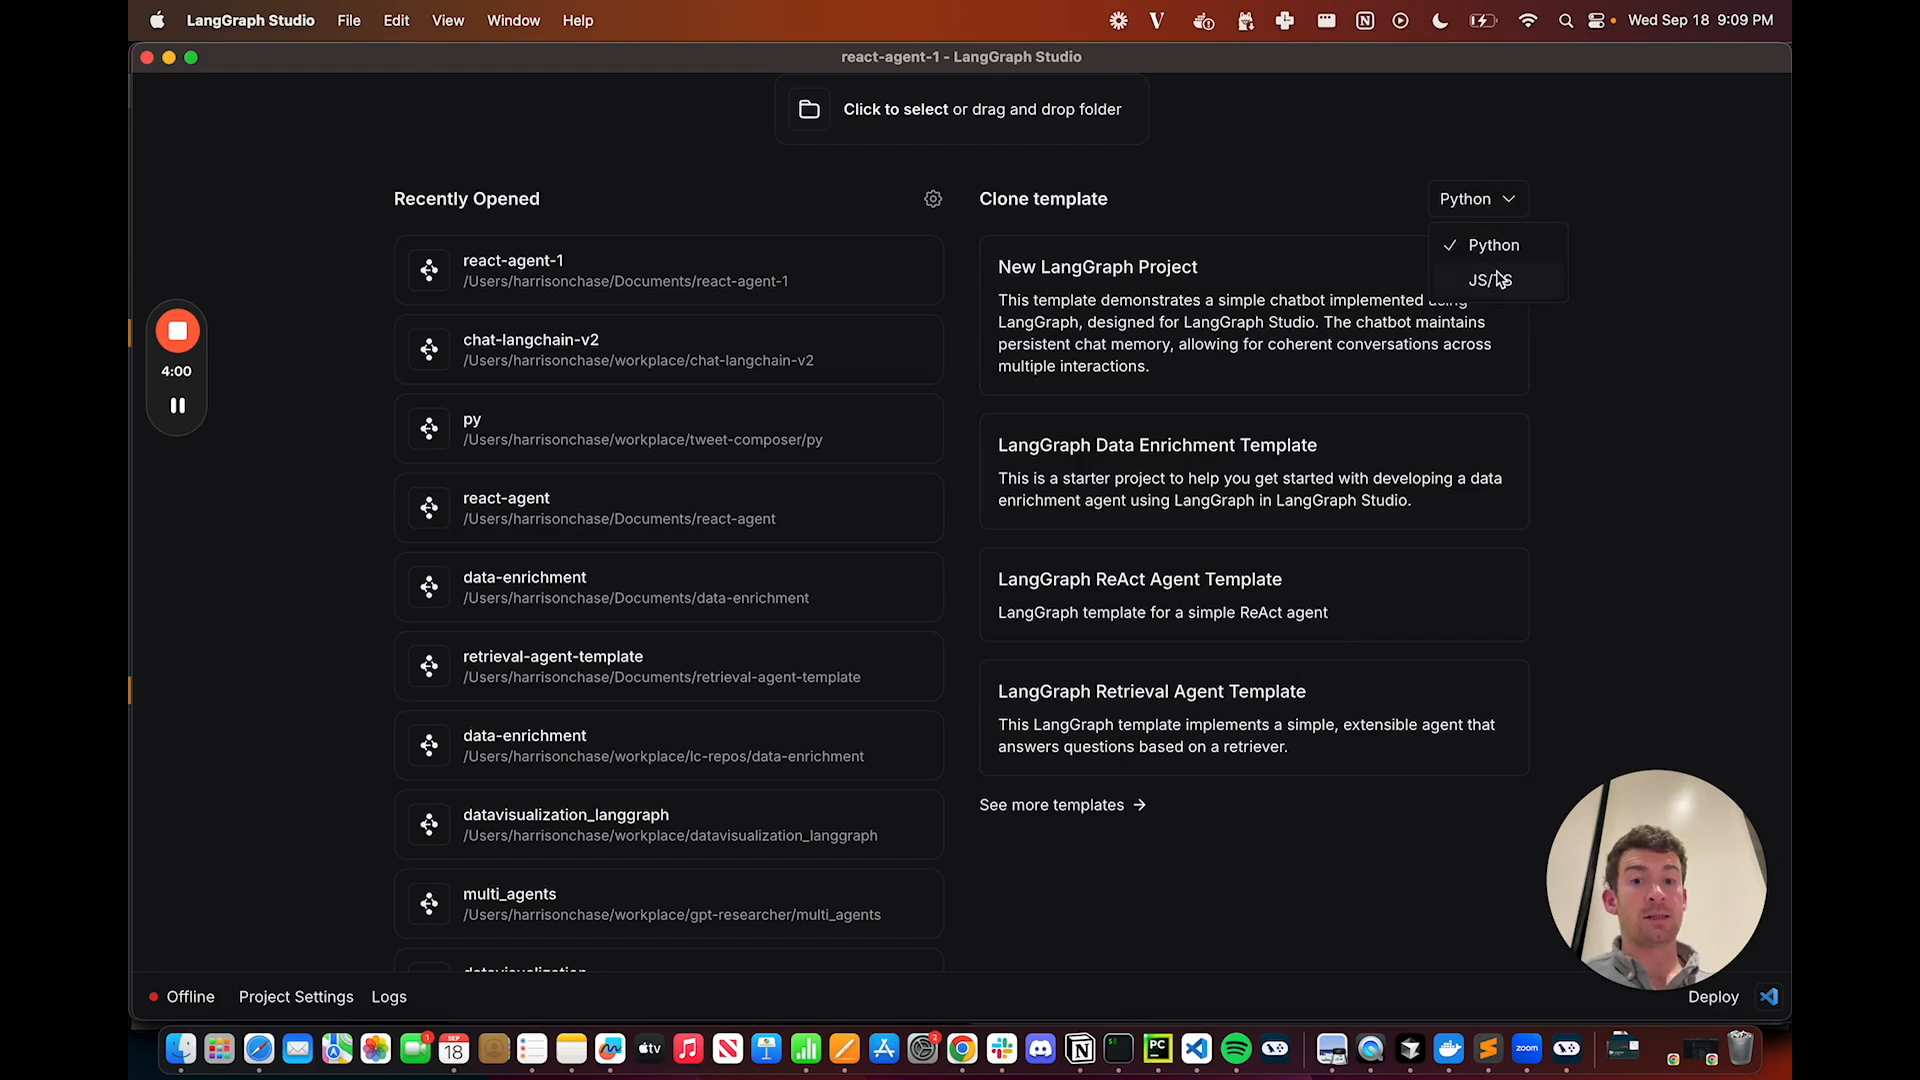 LangGraph Studio File Edit View Window Help
Wed Sep 18 9:09 PM
react-agent-1 - LangGraph Studio
Click to select or drag and drop folder
Recently Opened
react-agent-1
/Users/harrisonchase/Documents/react-agent-1
chat-langchain-v2
/Users/harrisonchase/workplace/chat-langchain-v2
py
/Users/harrisonchase/workplace/tweet-composer/py
react-agent
/Users/harrisonchase/Documents/react-agent
data-enrichment
/Users/harrisonchase/Documents/data-enrichment
retrieval-agent-template
/Users/harrisonchase/Documents/retrieval-agent-template
data-enrichment
/Users/harrisonchase/workplace/lc-repos/data-enrichment
datavisualization_langgraph
/Users/harrisonchase/workplace/datavisualization_langgraph
multi_agents
/Users/harrisonchase/workplace/gpt-researcher/multi_agents
Clone template
Python
Python
JS/TS
New LangGraph Project
This template demonstrates a simple chatbot implemented using
LangGraph, designed for LangGraph Studio. The chatbot maintains
persistent chat memory, allowing for coherent conversations across
multiple interactions.
LangGraph Data Enrichment Template
This is a starter project to help you get started with developing a data
enrichment agent using LangGraph in LangGraph Studio.
LangGraph ReAct Agent Template
LangGraph template for a simple ReAct agent
LangGraph Retrieval Agent Template
This LangGraph template implements a simple, extensible agent that
answers questions based on a retriever.
See more templates
4:00
Offline Project Settings Logs
Deploy
1
SEP
18
tv
2
PC
zoom